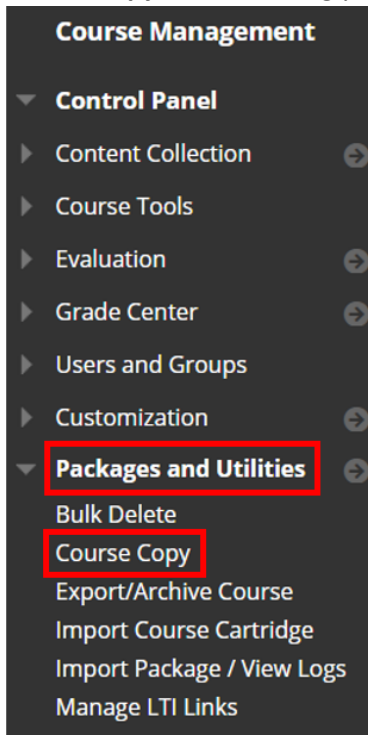 Course Management
Control Panel
Content Collection
Course Tools
Evaluation
Grade Center
Users and Groups
Customization
Packages and Utilities
Bulk Delete
Course Copy
Export/Archive Course
Import Course Cartridge
Import Package / View Logs
Manage LTI Links